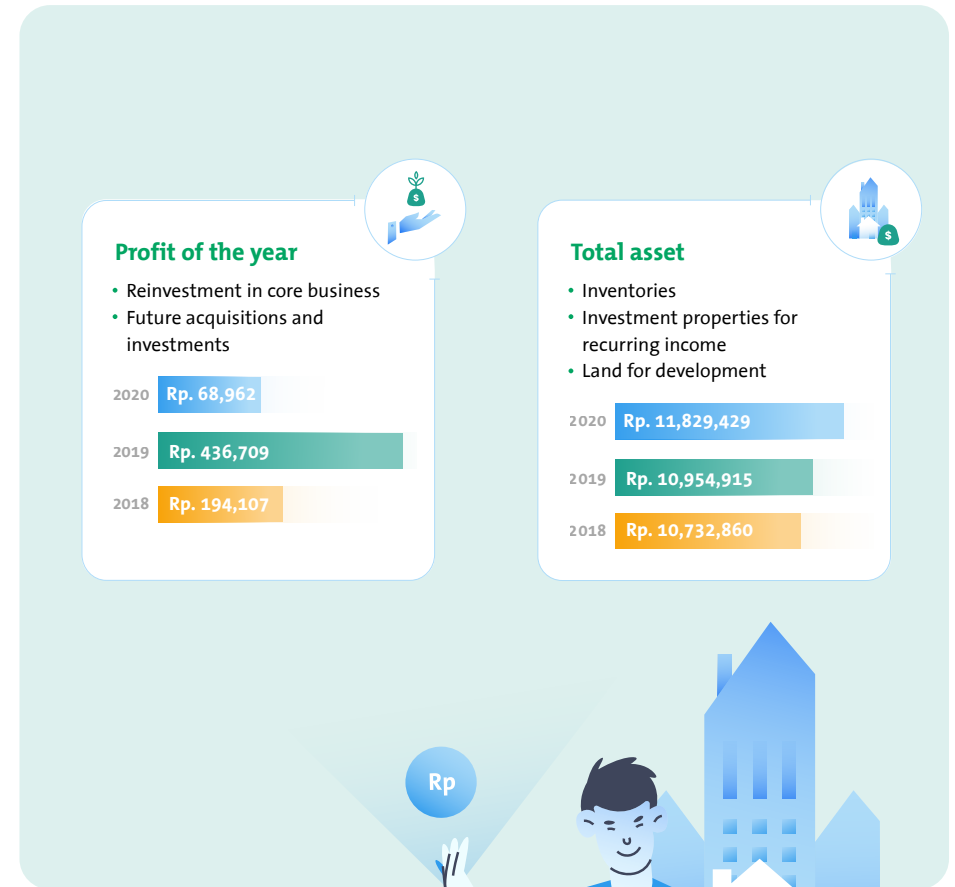 $
$
Profit of the year
• Reinvestment in core business
• Future acquisitions and
investments
2020 Rp. 68,962
2019 Rp. 436,709
2018 Rp. 194,107
Total asset
• Inventories
• Investment properties for
recurring income
• Land for development
2020 Rp. 11,829,429
2019 Rp. 10,954,915
2018 Rp. 10,732,860
Rp